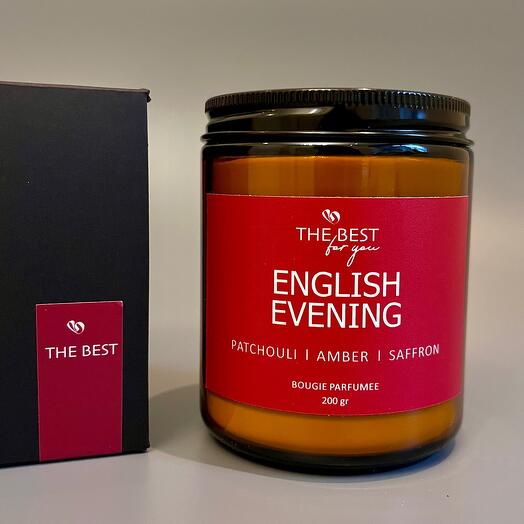 THE BEST
THE BEST
for you
ENGLISH
EVENING
PATCHOULI | AMBER | SAFFRON
BOUGIE PARFUMEE
200 gr